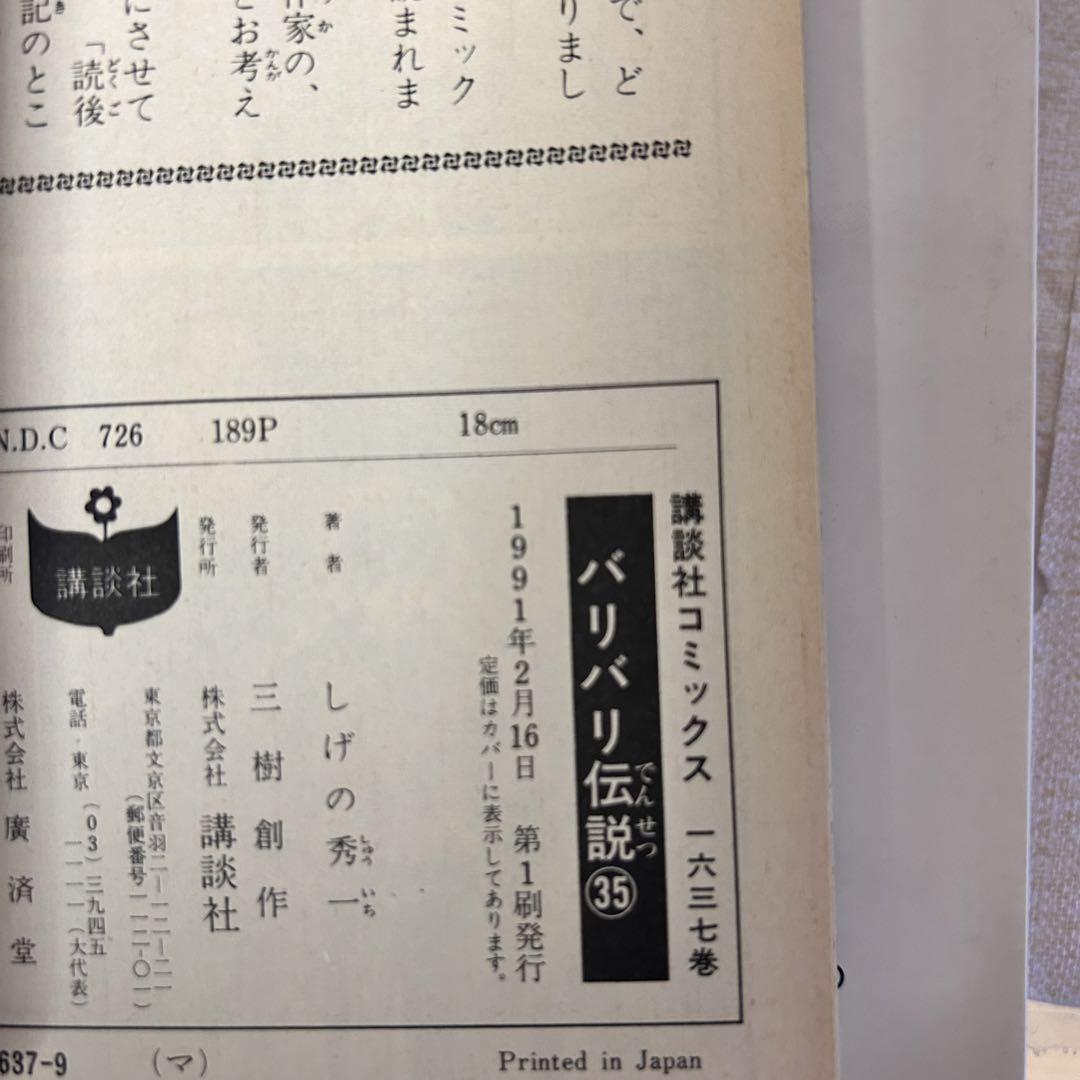 で、ど
りまし
ミック
読まれま
作家の、
とお考え
にさせて
「読後
記のとこ
N.D.C 726 189P 18cm
講談社コミックス 一六三七巻
バリバリ伝説㉟
1991年2月16日 第1刷発行
定価はカバーに表示してあります。
著者 しげの秀一
発行者 三樹創作
発行所 株式会社 講談社
東京都文京区音羽二-一二-二一
(郵便番号一一二-〇一)
電話・東京(03)三九四五
一一一一(大代表)
講談社
印刷所 株式会社 廣済堂
637-9 (マ) Printed in Japan